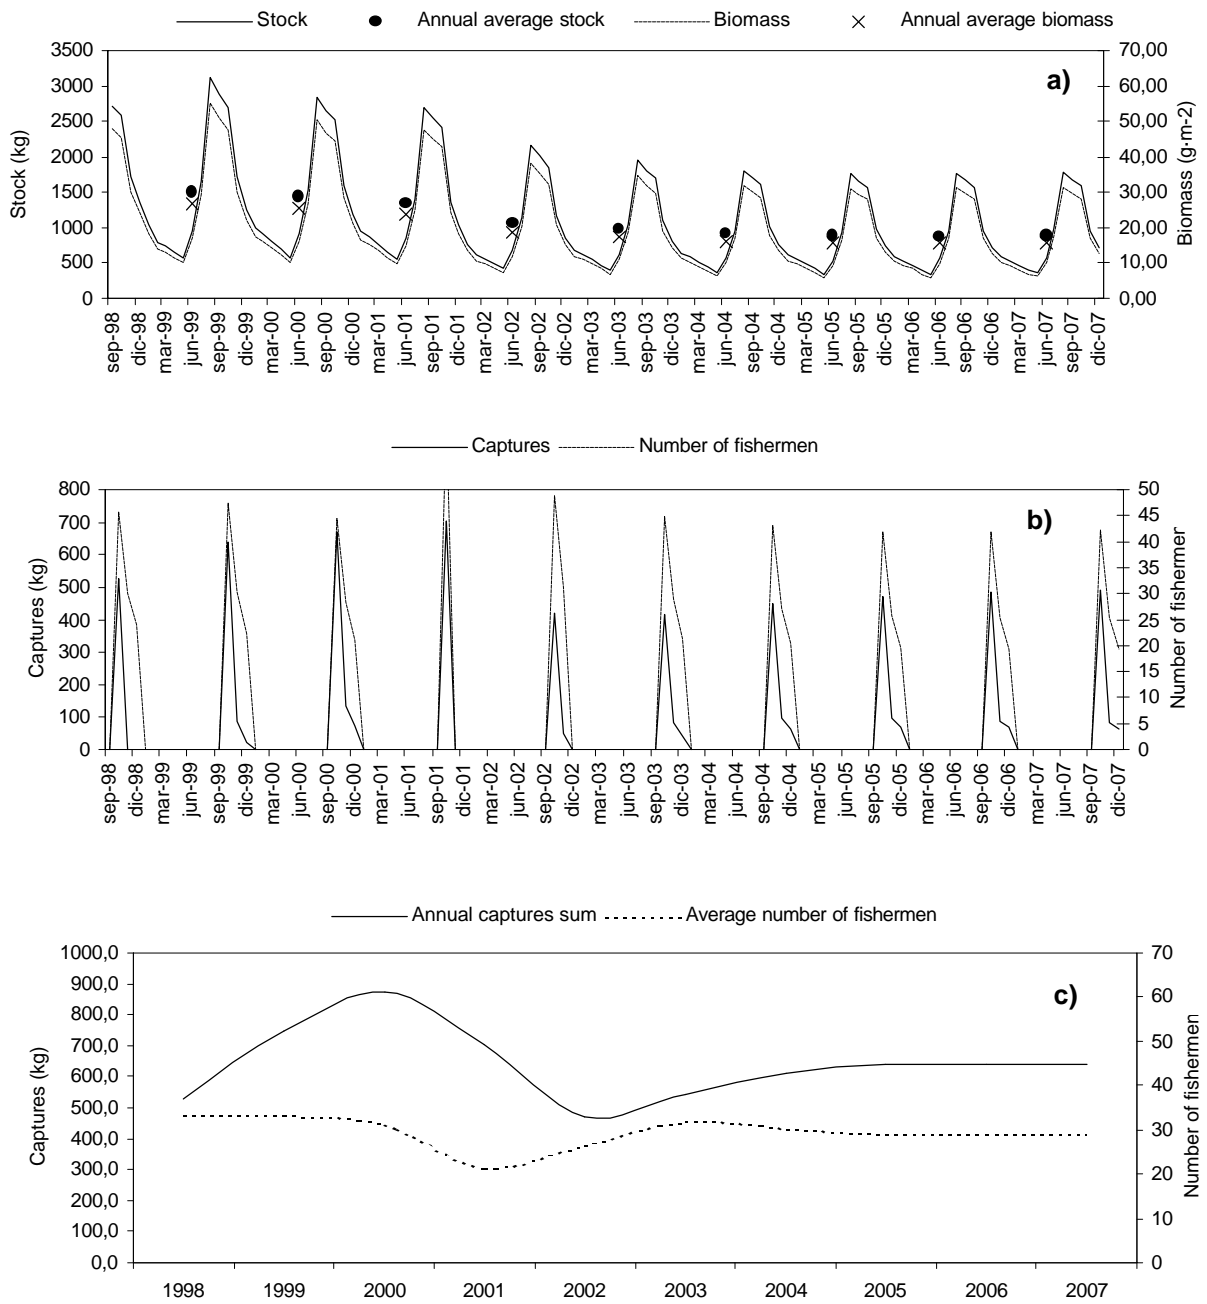 Stock Annual average stock Biomass Annual average biomass
a)
Stock (kg)
3500
3000
2500
2000
1500
1000
500
0
Biomass (g·m-2)
70,00
60,00
50,00
40,00
30,00
20,00
10,00
0,00
sep-98
dic-98
mar-99
jun-99
sep-99
dic-99
mar-00
jun-00
sep-00
dic-00
mar-01
jun-01
sep-01
dic-01
mar-02
jun-02
sep-02
dic-02
mar-03
jun-03
sep-03
dic-03
mar-04
jun-04
sep-04
dic-04
mar-05
jun-05
sep-05
dic-05
mar-06
jun-06
sep-06
dic-06
mar-07
jun-07
sep-07
dic-07
Captures Number of fishermen
b)
Captures (kg)
800
700
600
500
400
300
200
100
0
Number of fishermer
50
45
40
35
30
25
20
15
10
5
0
sep-98
dic-98
mar-99
jun-99
sep-99
dic-99
mar-00
jun-00
sep-00
dic-00
mar-01
jun-01
sep-01
dic-01
mar-02
jun-02
sep-02
dic-02
mar-03
jun-03
sep-03
dic-03
mar-04
jun-04
sep-04
dic-04
mar-05
jun-05
sep-05
dic-05
mar-06
jun-06
sep-06
dic-06
mar-07
jun-07
sep-07
dic-07
Annual captures sum Average number of fishermen
c)
Captures (kg)
1000,0
900,0
800,0
700,0
600,0
500,0
400,0
300,0
200,0
100,0
0,0
Number of fishermen
70
60
50
40
30
20
10
0
1998 1999 2000 2001 2002 2003 2004 2005 2006 2007